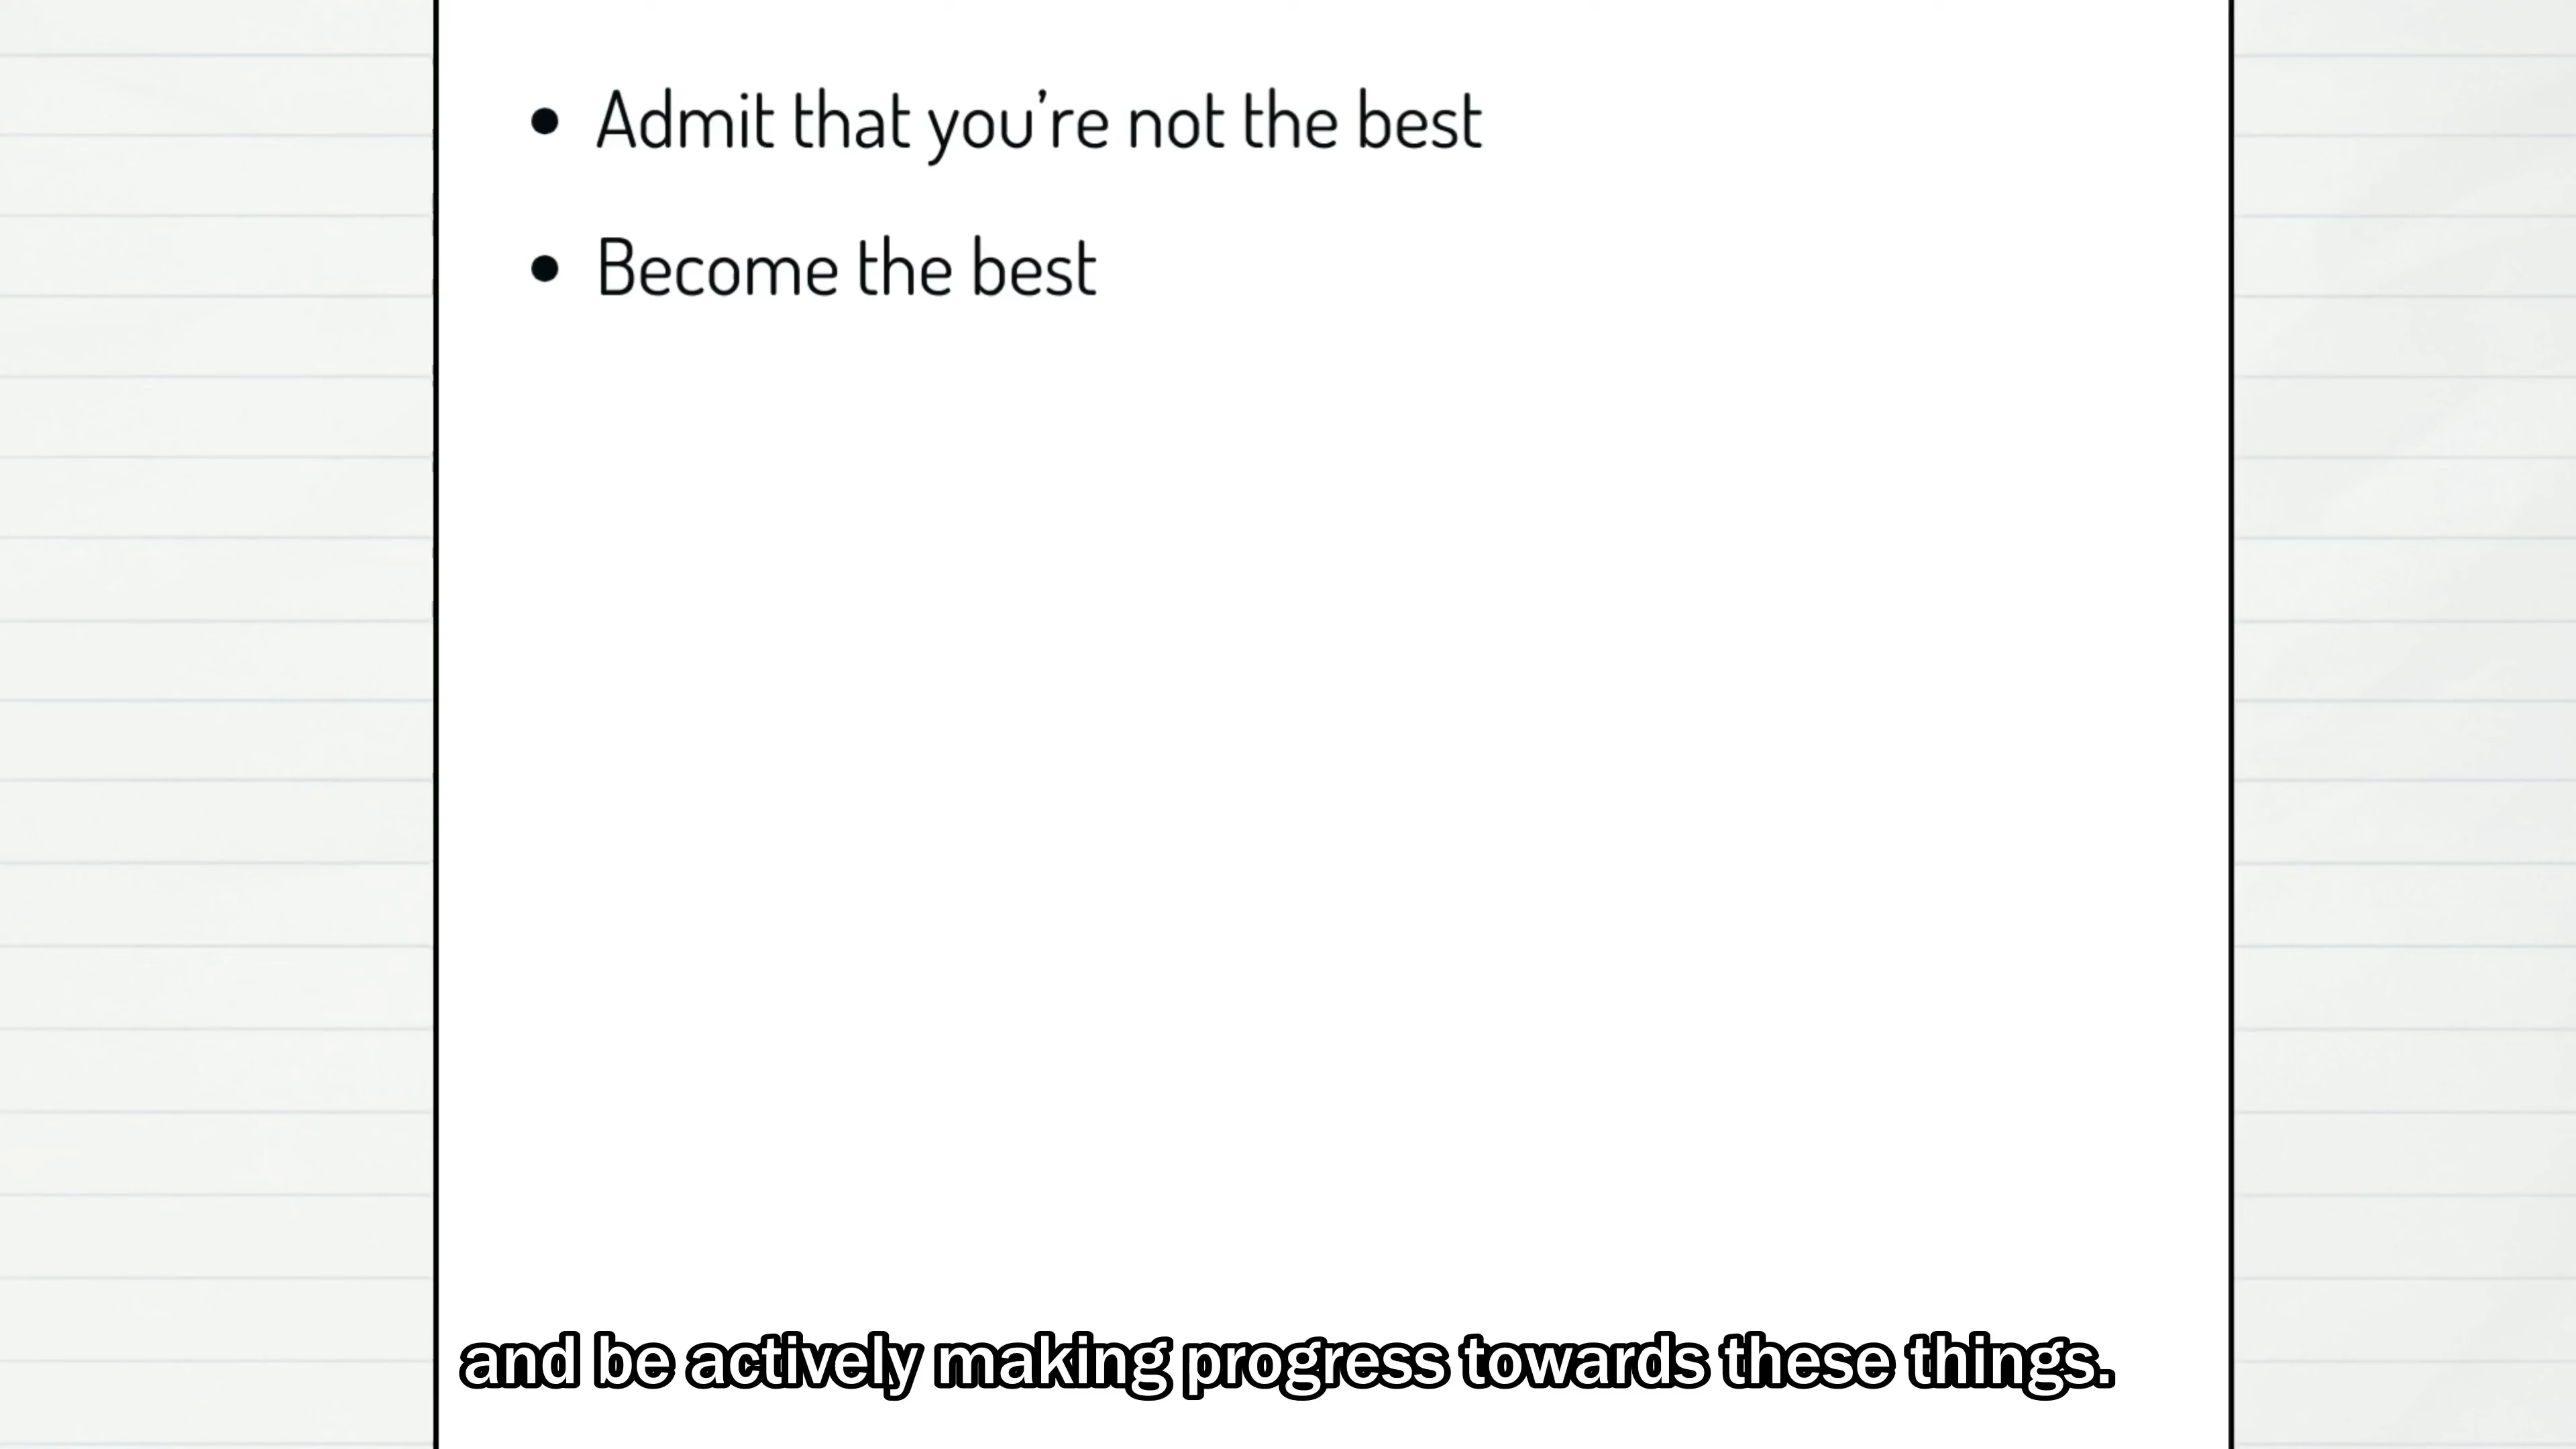 • Admit that you’re not the best
• Become the best
and be actively making progress towards these things.